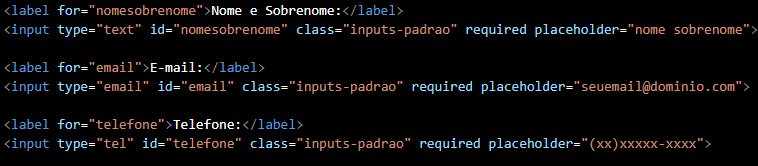 <label for="nomesobrenome">Nome e Sobrenome:</label>
<input type="text" id="nomesobrenome" class="inputs-padrao" required placeholder="nome sobrenome">
<label for="email">E-mail:</label>
<input type="email" id="email" class="inputs-padrao" required placeholder="seuemail@dominio.com">
<label for="telefone">Telefone:</label>
<input type="tel" id="telefone" class="inputs-padrao" required placeholder="(xx)xxxxx-xxxx">